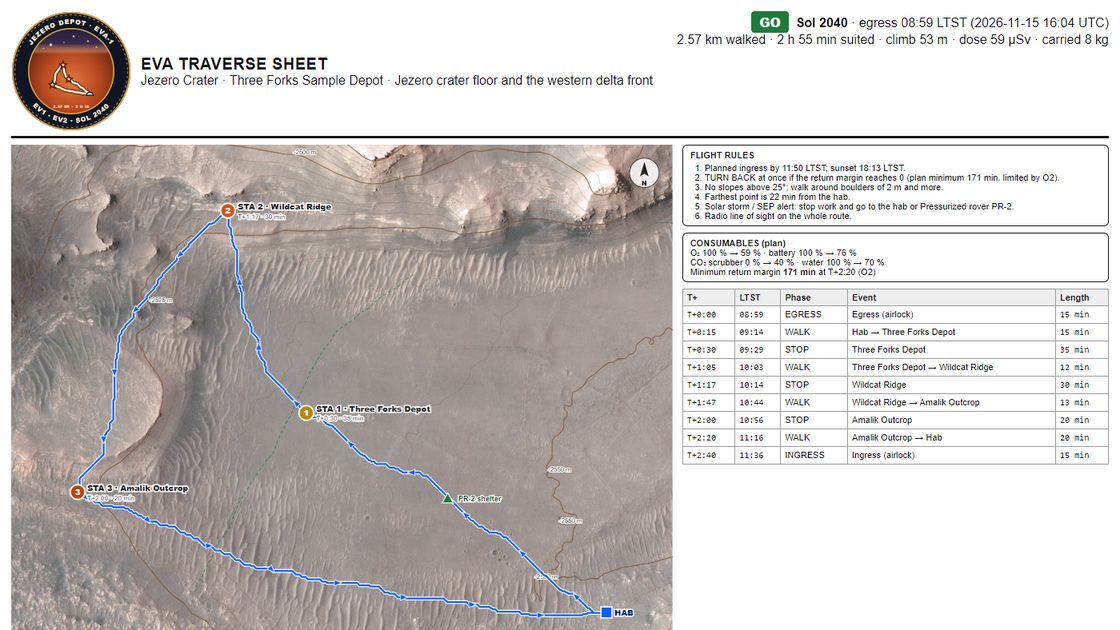 JEZERO DEPOT · EVA-1
EV1 · EV2 · SOL 2040
EVA TRAVERSE SHEET
Jezero Crater · Three Forks Sample Depot · Jezero crater floor and the western delta front
GO Sol 2040 · egress 08:59 LTST (2026-11-15 16:04 UTC)
2.57 km walked · 2 h 55 min suited · climb 53 m · dose 59 µSv · carried 8 kg
N
2
STA 2 · Wildcat Ridge
T+1:17 · 30 min
1
STA 1 · Three Forks Depot
T+0:30 · 35 min
-2550 m
3
STA 3 · Amalik Outcrop
T+2:00 · 20 min
PR-2 shelter
-2550 m
HAB
FLIGHT RULES
1. Planned ingress by 11:50 LTST; sunset 18:13 LTST.
2. TURN BACK at once if the return margin reaches 0 (plan minimum 171 min, limited by O2).
3. No slopes above 25°; walk around boulders of 2 m and more.
4. Farthest point is 22 min from the hab.
5. Solar storm / SEP alert: stop work and go to the hab or Pressurized rover PR-2.
6. Radio line of sight on the whole route.
CONSUMABLES (plan)
O₂ 100 % → 59 % · battery 100 % → 76 %
CO₂ scrubber 0 % → 40 % · water 100 % → 70 %
Minimum return margin 171 min at T+2:20 (O2)
T+ LTST Phase Event Length
T+0:00 08:59 EGRESS Egress (airlock) 15 min
T+0:15 09:14 WALK Hab → Three Forks Depot 15 min
T+0:30 09:29 STOP Three Forks Depot 35 min
T+1:05 10:03 WALK Three Forks Depot → Wildcat Ridge 12 min
T+1:17 10:14 STOP Wildcat Ridge 30 min
T+1:47 10:44 WALK Wildcat Ridge → Amalik Outcrop 13 min
T+2:00 10:56 STOP Amalik Outcrop 20 min
T+2:20 11:16 WALK Amalik Outcrop → Hab 20 min
T+2:40 11:36 INGRESS Ingress (airlock) 15 min